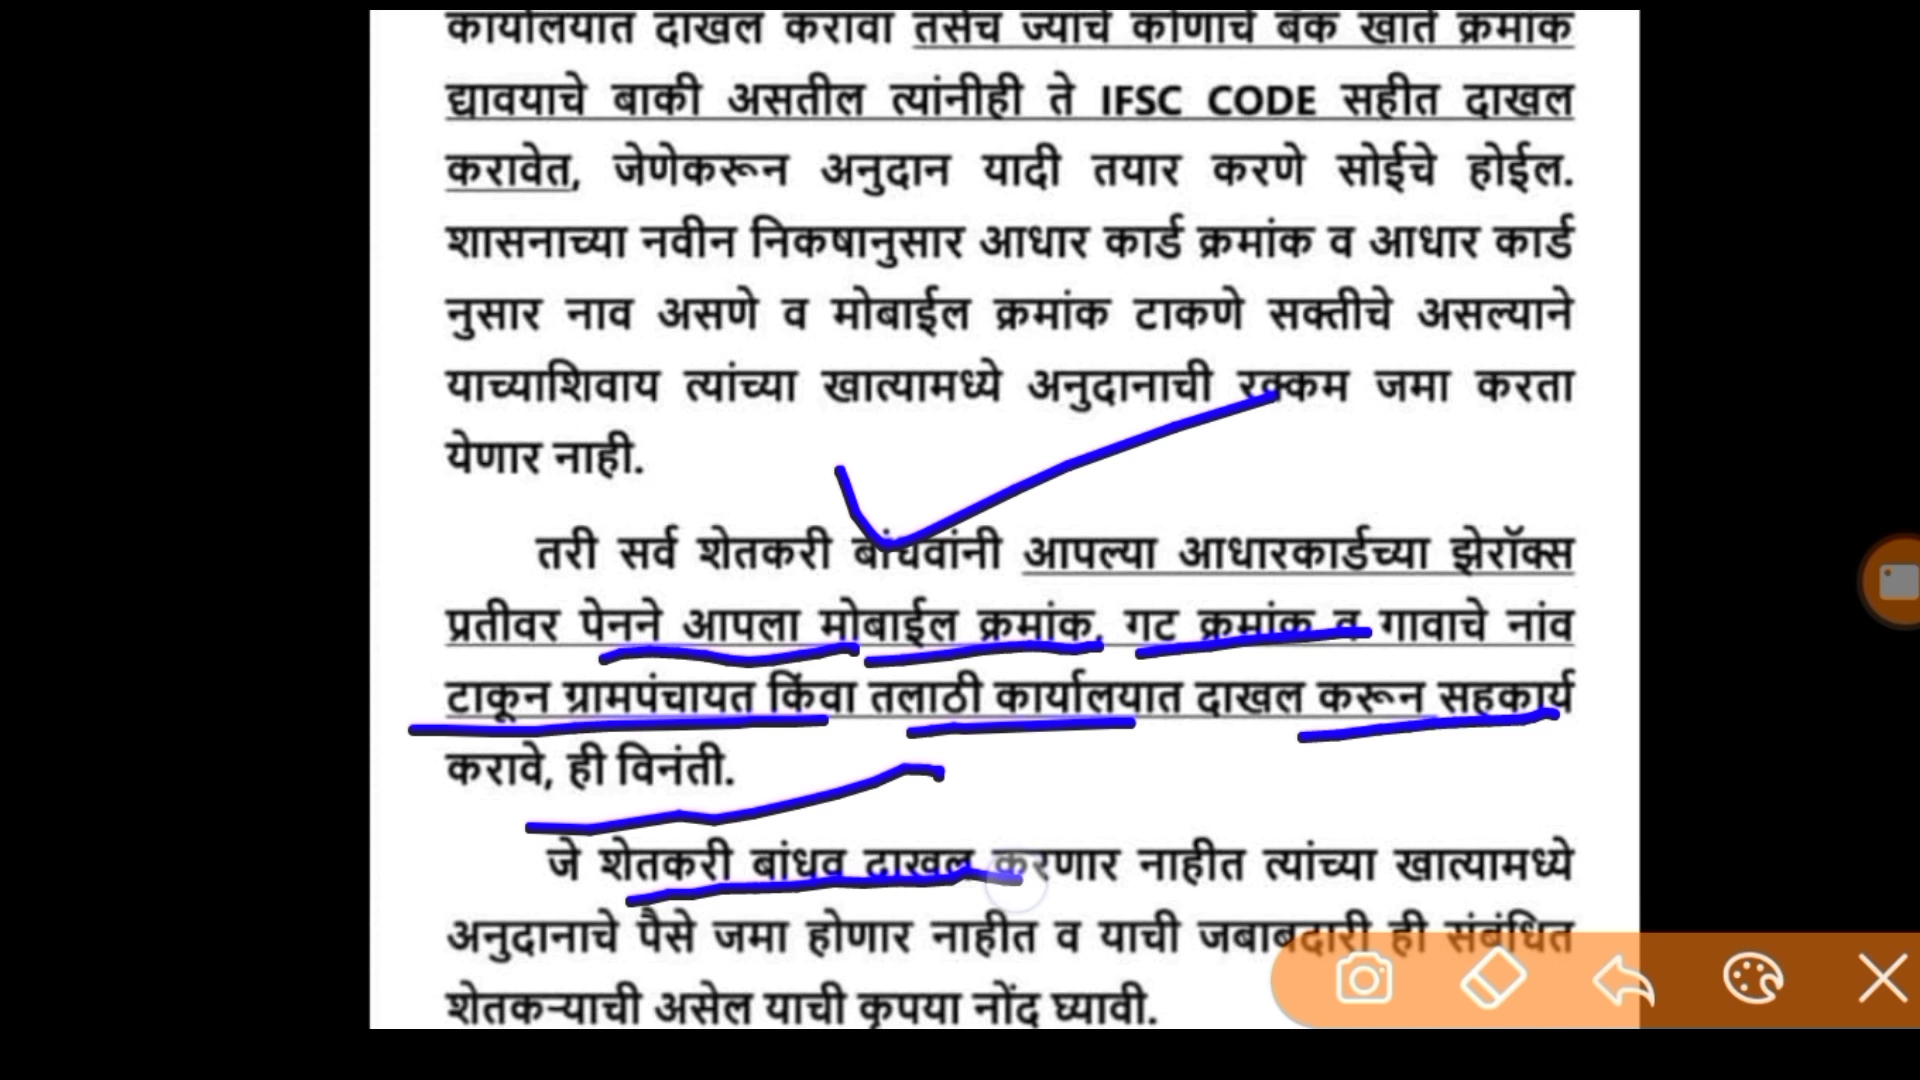 कार्यालयात दाखल करावा तसेच ज्यांचे कोणाचे बँक खाते क्रमांक
द्यावयाचे बाकी असतील त्यांनीही ते IFSC CODE सहीत दाखल
करावेत, जेणेकरून अनुदान यादी तयार करणे सोईचे होईल.
शासनाच्या नवीन निकषानुसार आधार कार्ड क्रमांक व आधार कार्ड
नुसार नाव असणे व मोबाईल क्रमांक टाकणे सक्तीचे असल्याने
याच्याशिवाय त्यांच्या खात्यामध्ये अनुदानाची रक्कम जमा करता
येणार नाही.
तरी सर्व शेतकरी बांधवांनी आपल्या आधारकार्डच्या झेरॉक्स
प्रतीवर पेनने आपला मोबाईल क्रमांक, गट क्रमांक व गावाचे नांव
टाकून ग्रामपंचायत किंवा तलाठी कार्यालयात दाखल करून सहकार्य
करावे, ही विनंती.
जे शेतकरी बांधव दाखल करणार नाहीत त्यांच्या खात्यामध्ये
अनुदानाचे पैसे जमा होणार नाहीत व याची जबाबदारी ही संबंधित
शेतकऱ्याची असेल याची कृपया नोंद घ्यावी.